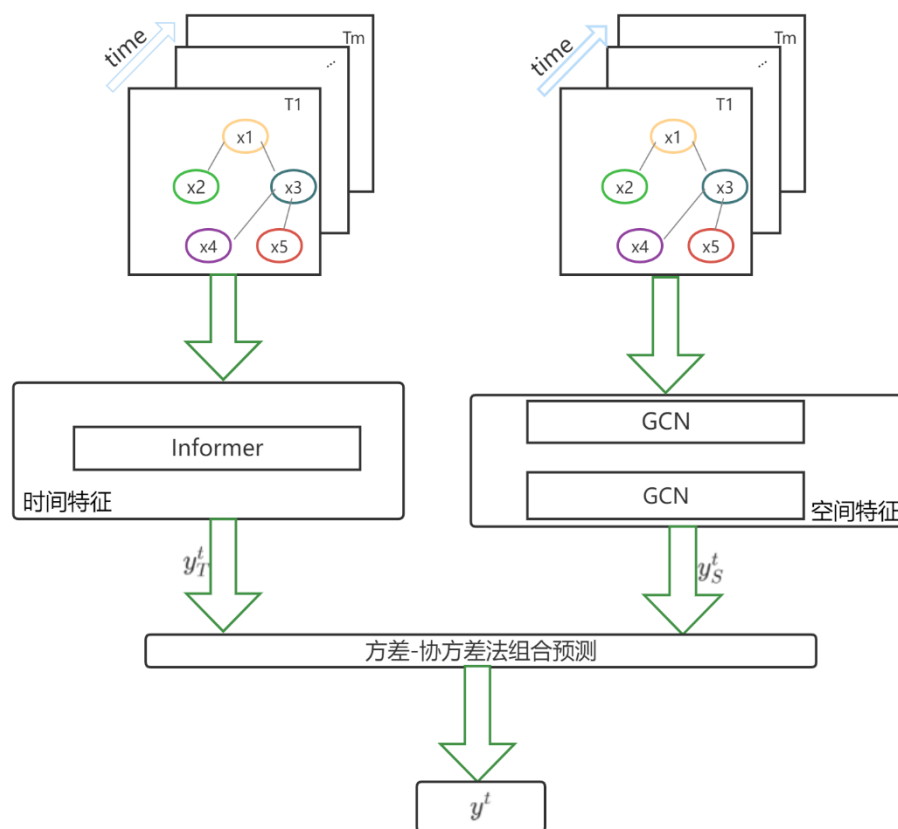 time
Tm
...
T1
x1
x2
x3
x4
x5
time
Tm
...
T1
x1
x2
x3
x4
x5
Informer
时间特征
GCN
GCN
空间特征
$y_T^t$
$y_S^t$
方差-协方差法组合预测
$y^t$